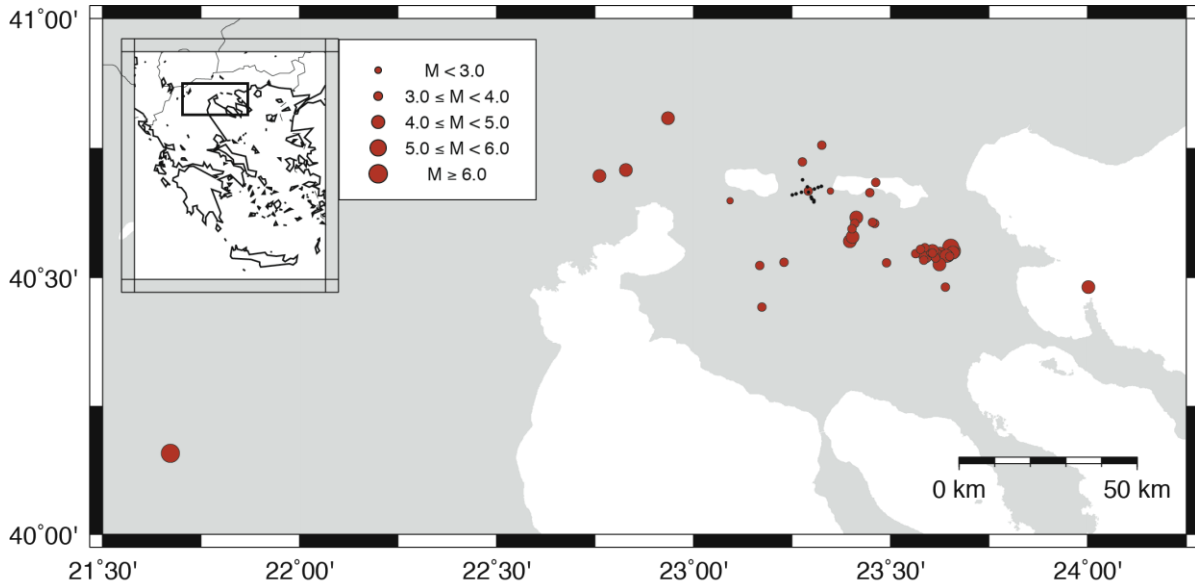 41°00'
M < 3.0
3.0 ≤ M < 4.0
4.0 ≤ M < 5.0
5.0 ≤ M < 6.0
M ≥ 6.0
40°30'
0 km 50 km
40°00'
21°30' 22°00' 22°30' 23°00' 23°30' 24°00'